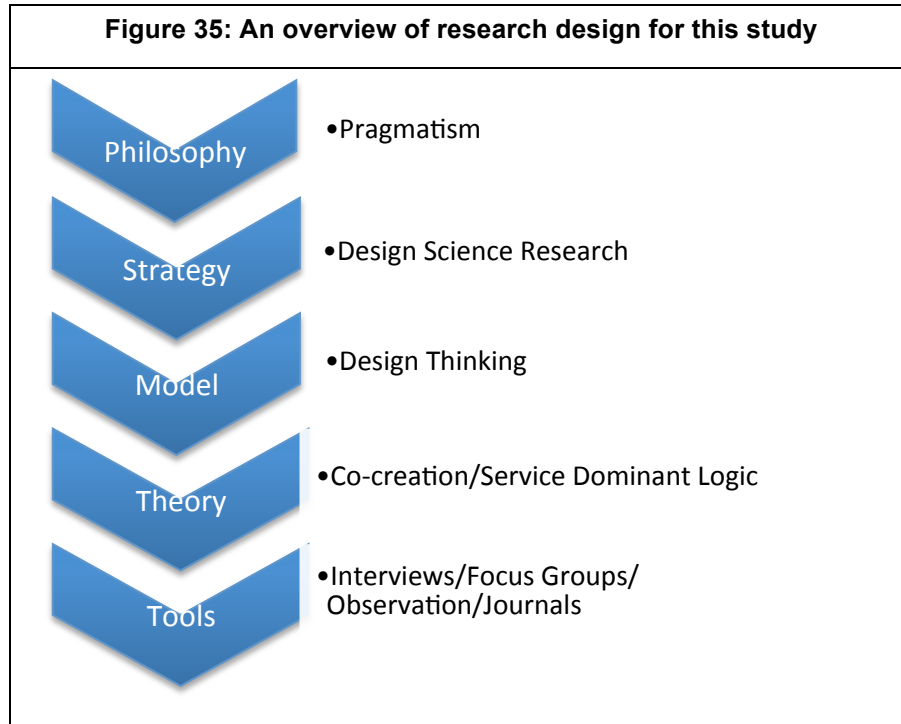 Figure 35: An overview of research design for this study
Philosophy
•Pragmatism
Strategy
•Design Science Research
Model
•Design Thinking
Theory
•Co-creation/Service Dominant Logic
Tools
•Interviews/Focus Groups/
Observation/Journals